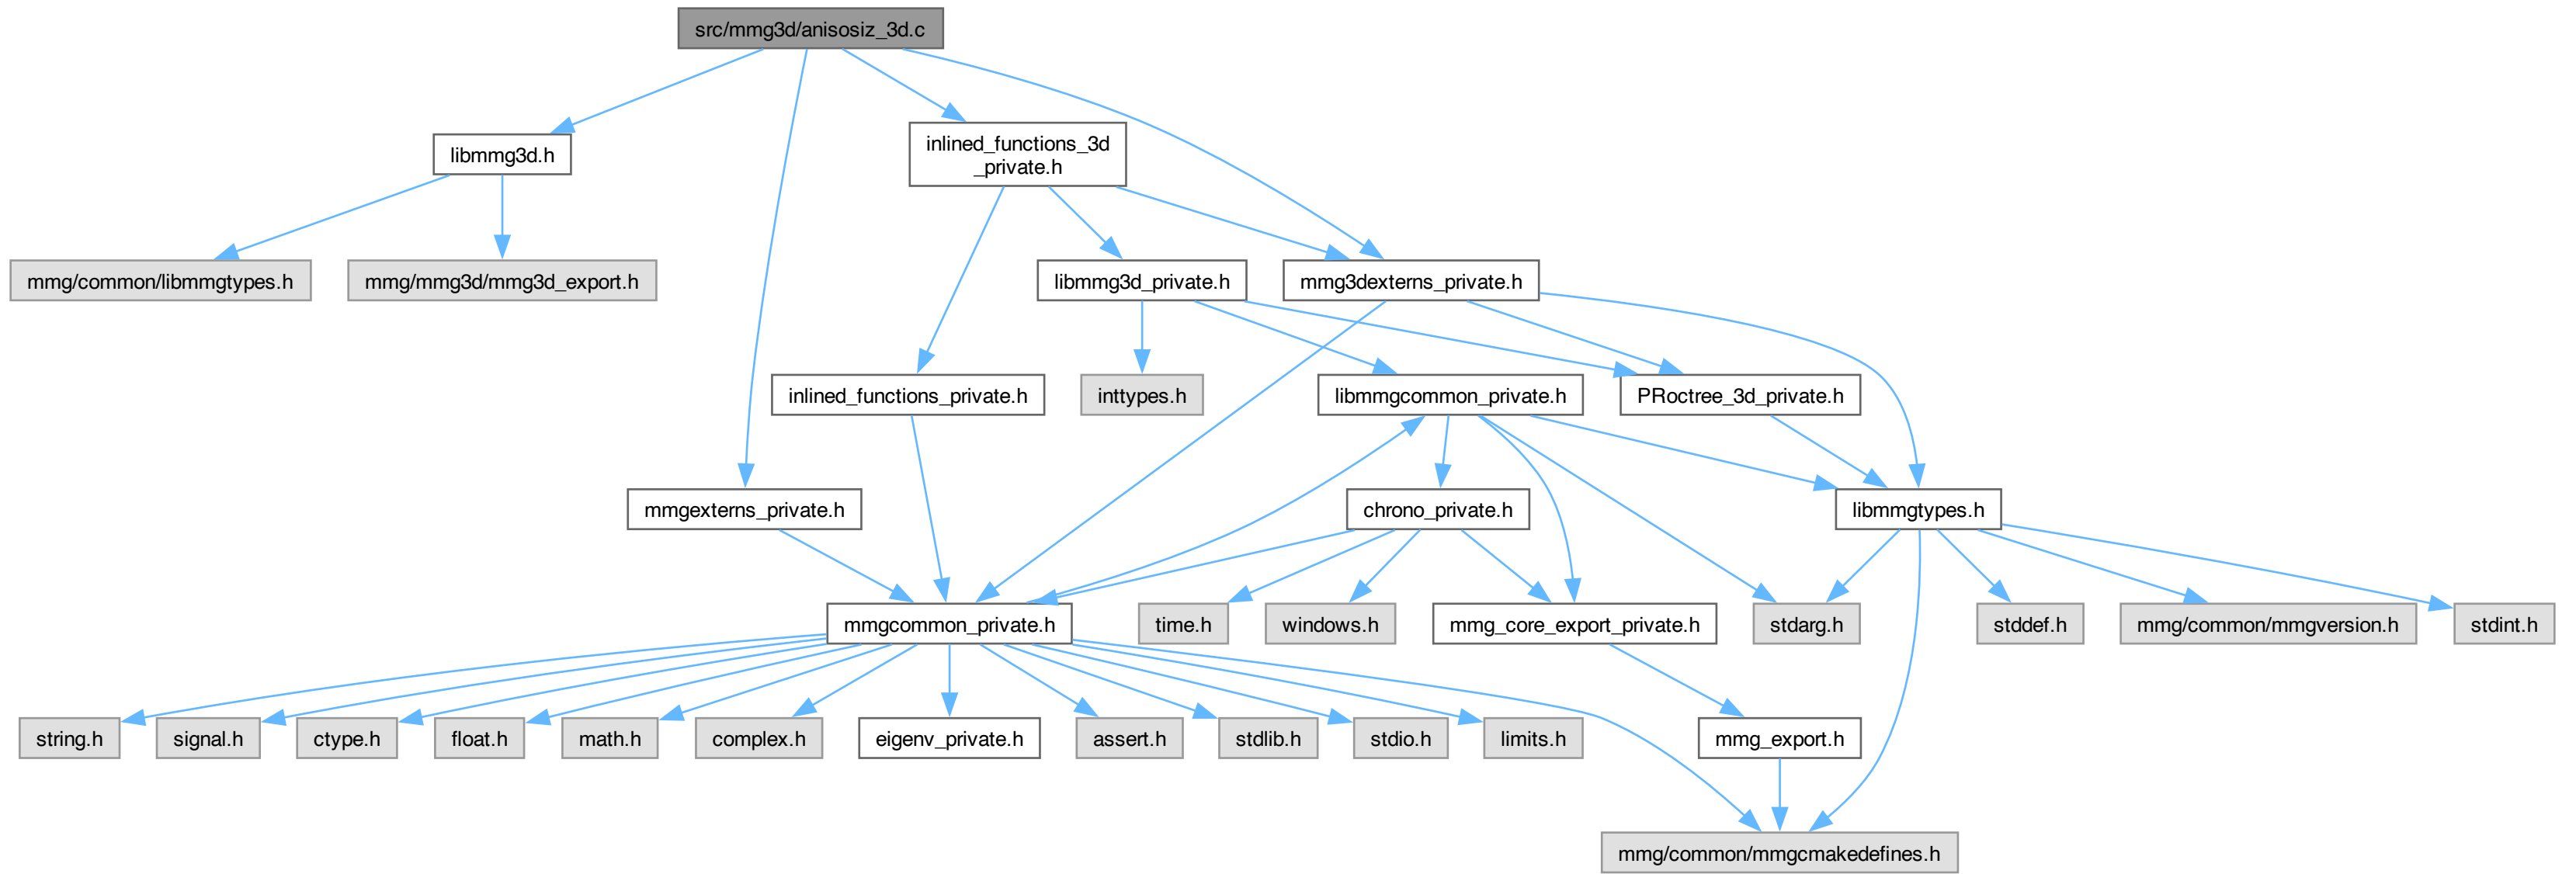 src/mmg3d/anisosiz_3d.c
libmmg3d.h
inlined_functions_3d
_private.h
mmg/common/libmmgtypes.h
mmg/mmg3d/mmg3d_export.h
libmmg3d_private.h
mmg3dexterns_private.h
inlined_functions_private.h
inttypes.h
libmmgcommon_private.h
PRoctree_3d_private.h
mmgexterns_private.h
chrono_private.h
libmmgtypes.h
mmgcommon_private.h
time.h
windows.h
mmg_core_export_private.h
stdarg.h
stddef.h
mmg/common/mmgversion.h
stdint.h
string.h
signal.h
ctype.h
float.h
math.h
complex.h
eigenv_private.h
assert.h
stdlib.h
stdio.h
limits.h
mmg_export.h
mmg/common/mmgcmakedefines.h